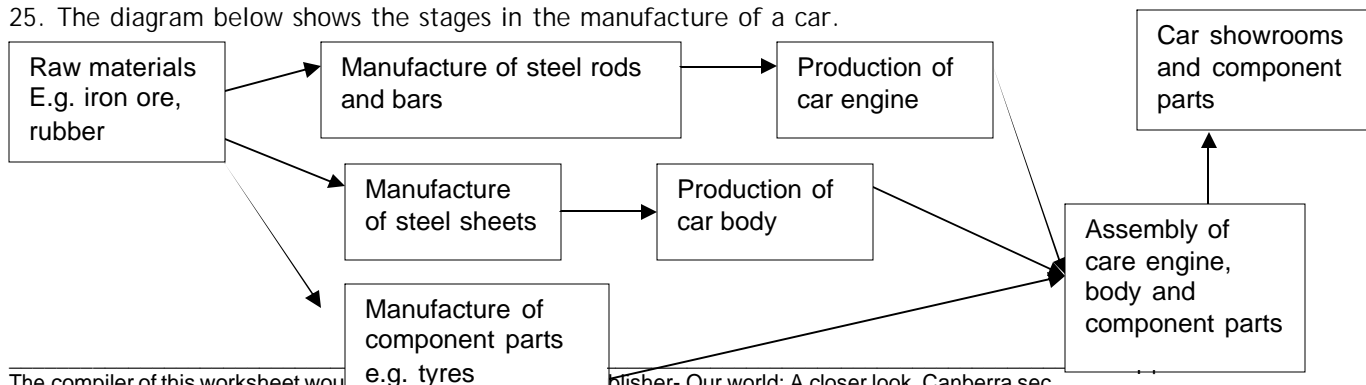 25. The diagram below shows the stages in the manufacture of a car.
Raw materials
E.g. iron ore,
rubber
Manufacture of steel rods
and bars
Production of
car engine
Car showrooms
and component
parts
Manufacture
of steel sheets
Production of
car body
Assembly of
care engine,
body and
component parts
Manufacture of
component parts
e.g. tyres
The compiler of this worksheet blisher- Our world: A closer look, Canberra sec